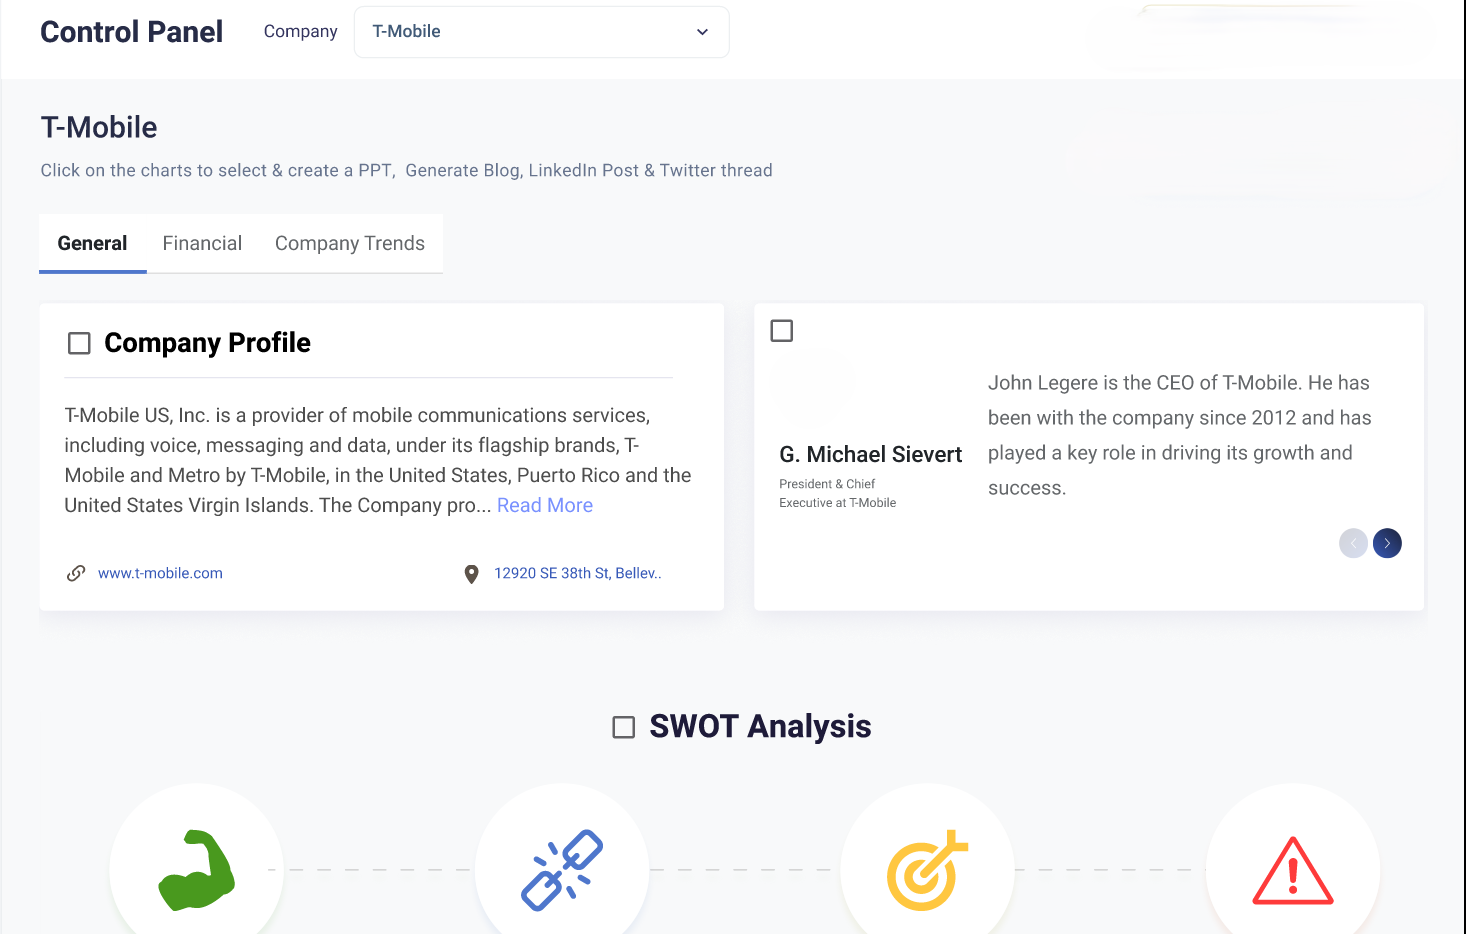 Control Panel
Company
T-Mobile
T-Mobile
Click on the charts to select & create a PPT,  Generate Blog, LinkedIn Post & Twitter thread
General
Financial
Company Trends
Company Profile
T-Mobile US, Inc. is a provider of mobile communications services,
including voice, messaging and data, under its flagship brands, T-
Mobile and Metro by T-Mobile, in the United States, Puerto Rico and the
United States Virgin Islands. The Company pro... Read More
www.t-mobile.com
12920 SE 38th St, Bellev..
G. Michael Sievert
President & Chief
Executive at T-Mobile
John Legere is the CEO of T-Mobile. He has
been with the company since 2012 and has
played a key role in driving its growth and
success.
SWOT Analysis